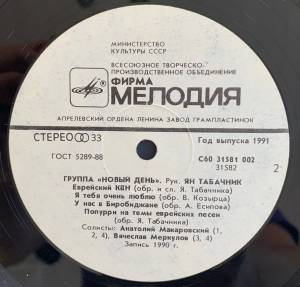 МИНИСТЕРСТВО
КУЛЬТУРЫ СССР
ВСЕСОЮЗНОЕ ТВОРЧЕСКО-
ПРОИЗВОДСТВЕННОЕ ОБЪЕДИНЕНИЕ
ФИРМА
МЕЛОДИЯ
АПРЕЛЕВСКИЙ ОРДЕНА ЛЕНИНА ЗАВОД ГРАМПЛАСТИНОК
СТЕРЕО 33
Год выпуска 1991
ГОСТ 5289-88
С60 31581 002
31582
2
ГРУППА «НОВЫЙ ДЕНЬ». Рук. ЯН ТАБАЧНИК
Еврейский КВН (обр. и сл. Я. Табачника)
Я тебя очень люблю (обр. В. Козырца)
У нас в Биробиджане (обр. А. Есипова)
Попурри на темы еврейских песен
(обр. Я. Табачника)
Солисты: Анатолий Макаровский (1,
2, 4), Вячеслав Меркулов (3, 4)
Запись 1990 г.